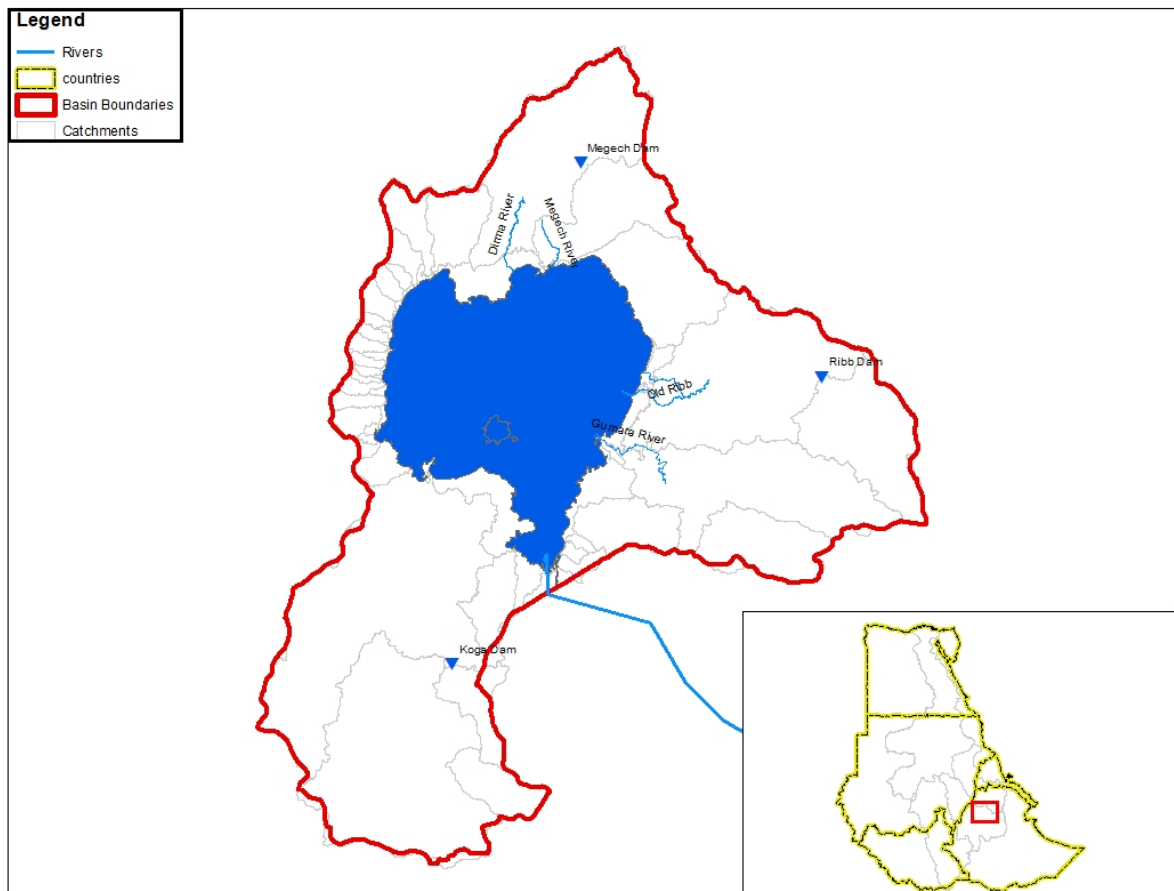 Legend
Rivers
countries
Basin Boundaries
Catchments
Megech Dam
Dirma River
Megech River
Ribb Dam
Old Ribb
Gumara River
Koga Dam